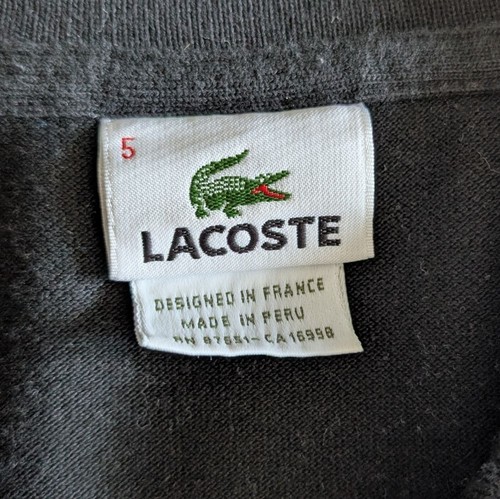 5
LACOSTE
DESIGNED IN FRANCE
MADE IN PERU
RN 87651-CA16998